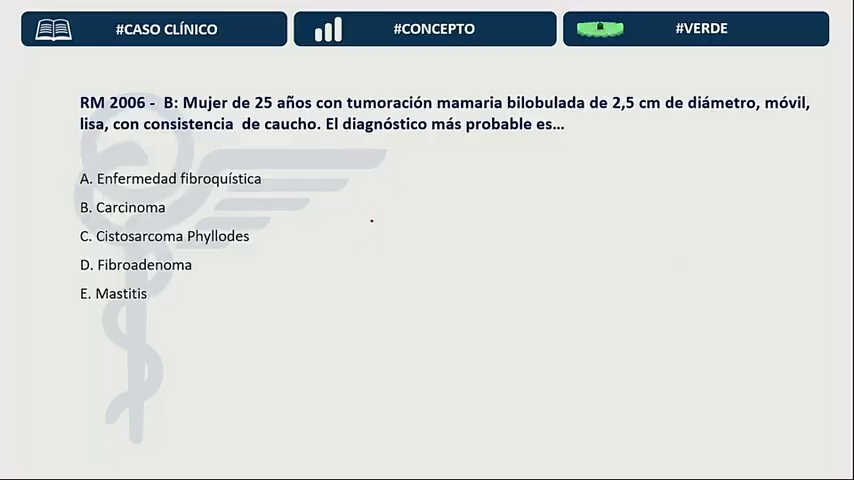 #CASO CLÍNICO
#CONCEPTO
#VERDE
RM 2006 - B: Mujer de 25 años con tumoración mamaria bilobulada de 2,5 cm de diámetro, móvil,
lisa, con consistencia de caucho. El diagnóstico más probable es...
A. Enfermedad fibroquística
B. Carcinoma
C. Cistosarcoma Phyllodes
D. Fibroadenoma
E. Mastitis